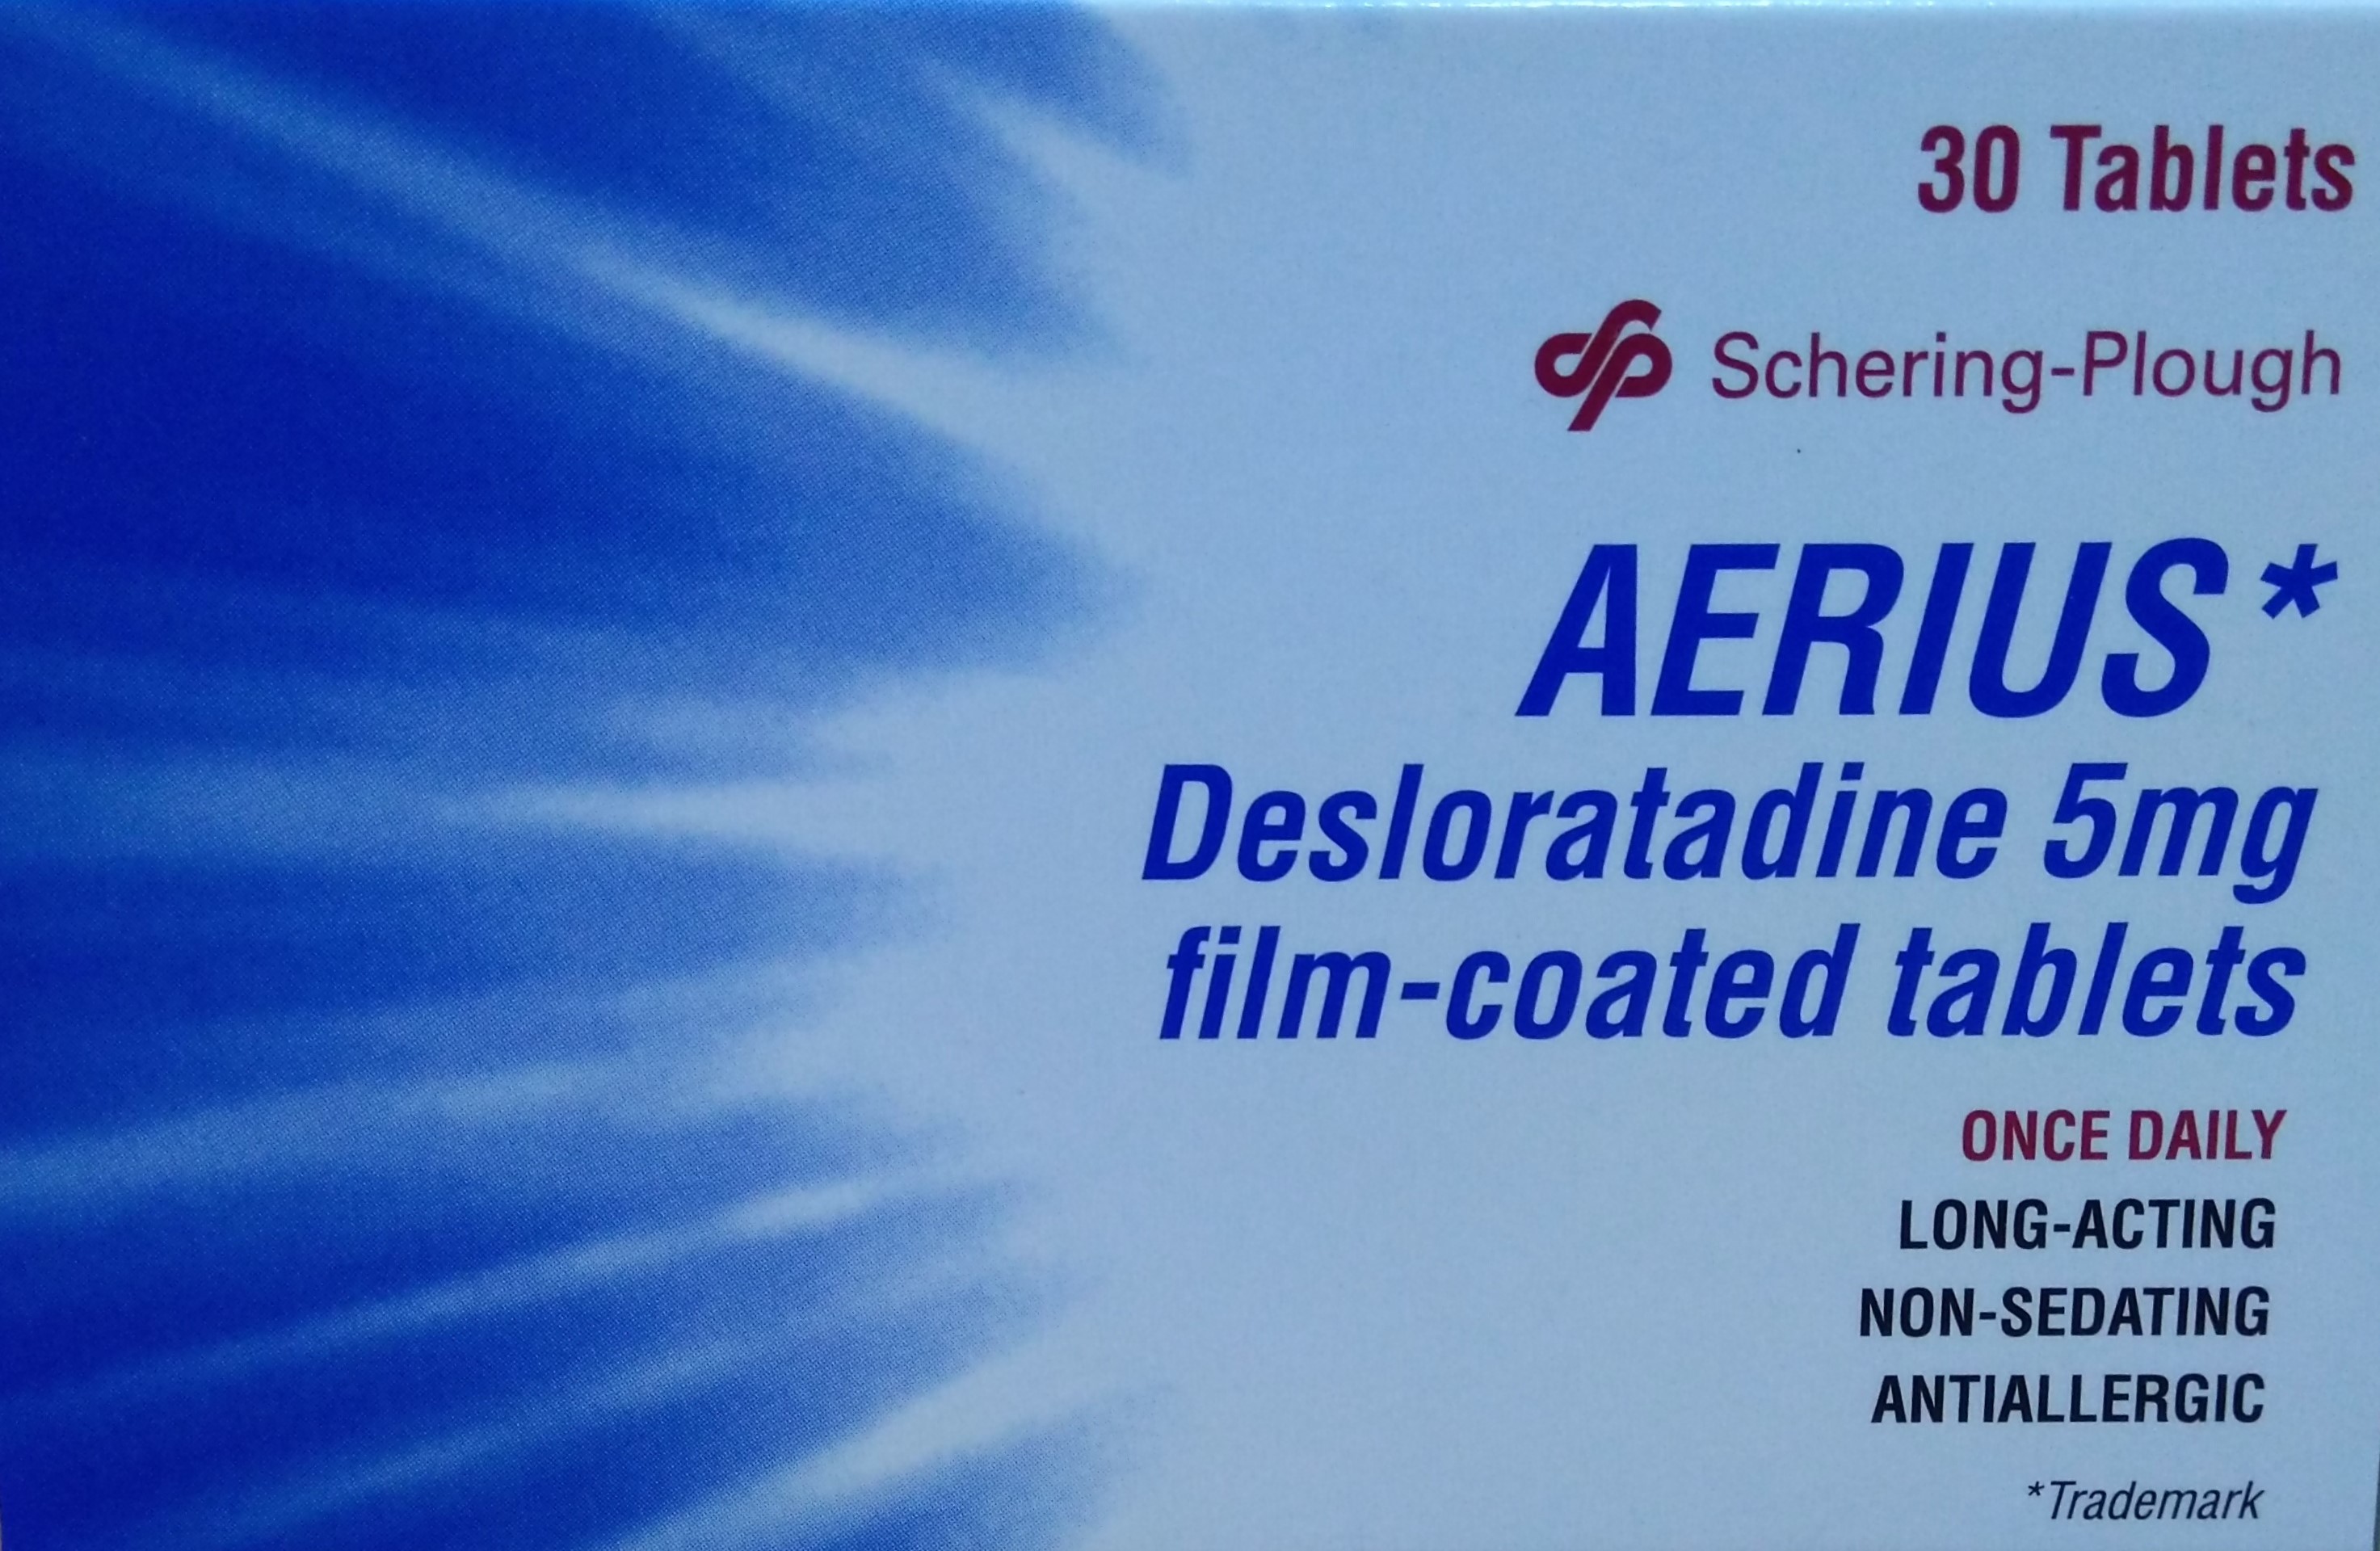 30 Tablets
Schering-Plough
AERIUS*
Desloratadine 5mg
film-coated tablets
ONCE DAILY
LONG-ACTING
NON-SEDATING
ANTIALLERGIC
*Trademark